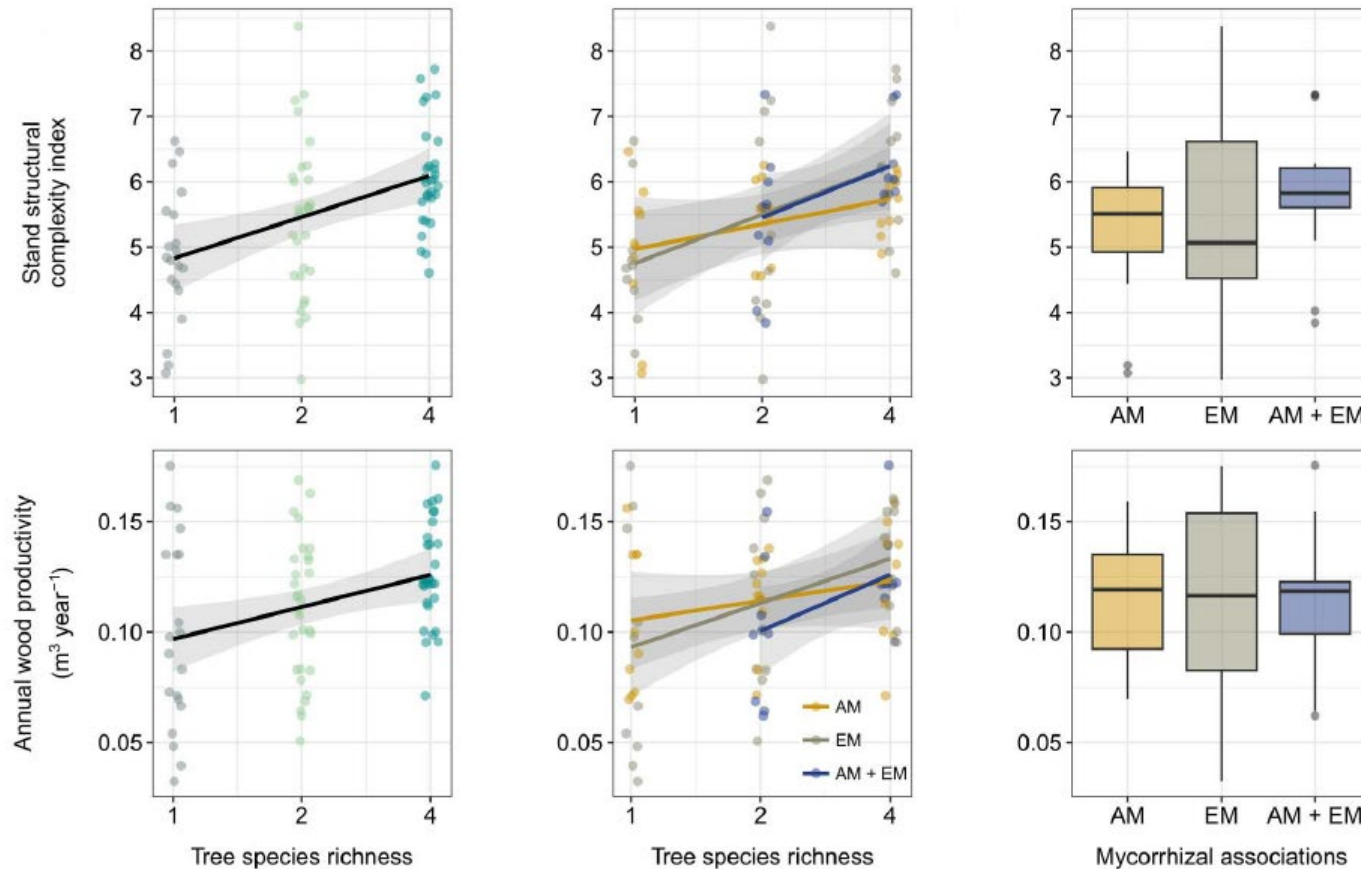 Stand structural
complexity index
8
7
6
5
4
3
1 2 4
8
7
6
5
4
3
1 2 4
8
7
6
5
4
3
AM EM AM + EM
Annual wood productivity
(m³ year⁻¹)
0.15
0.10
0.05
1 2 4
Tree species richness
0.15
0.10
0.05
AM
EM
AM + EM
1 2 4
Tree species richness
0.15
0.10
0.05
AM EM AM + EM
Mycorrhizal associations